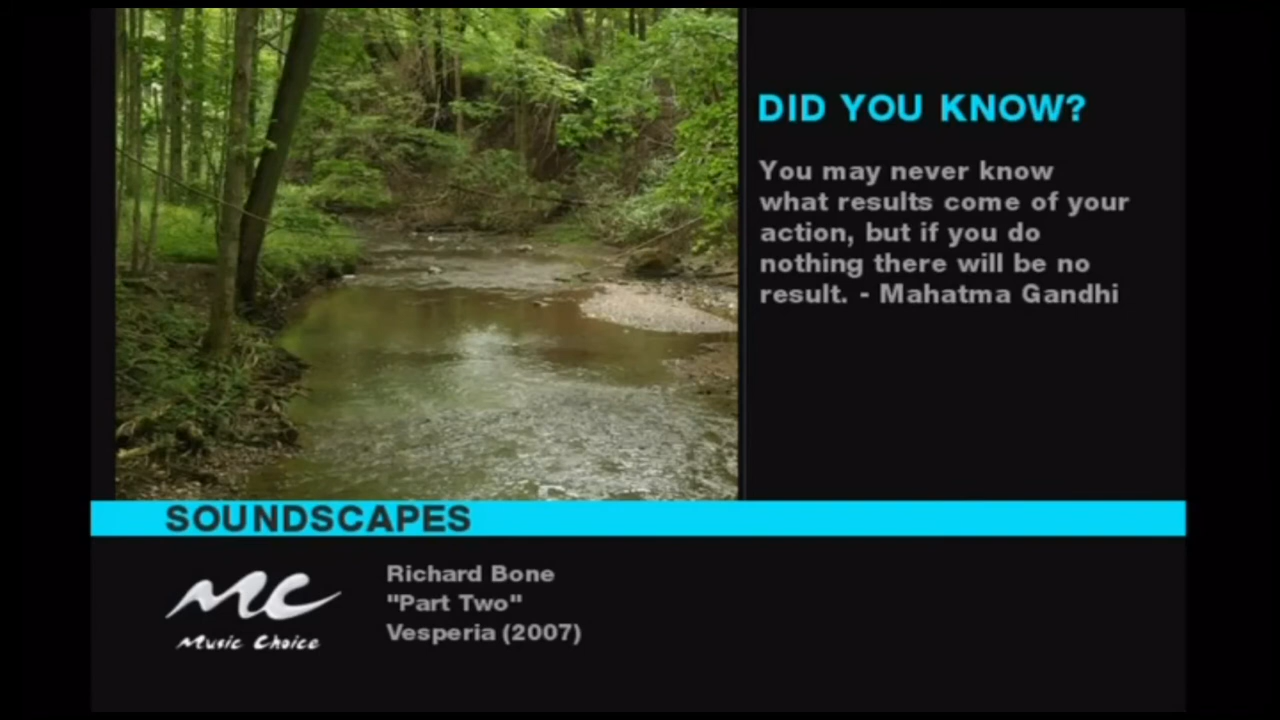 DID YOU KNOW?
You may never know
what results come of your
action, but if you do
nothing there will be no
result. - Mahatma Gandhi
SOUNDSCAPES
MC
Music Choice
Richard Bone
"Part Two"
Vesperia (2007)